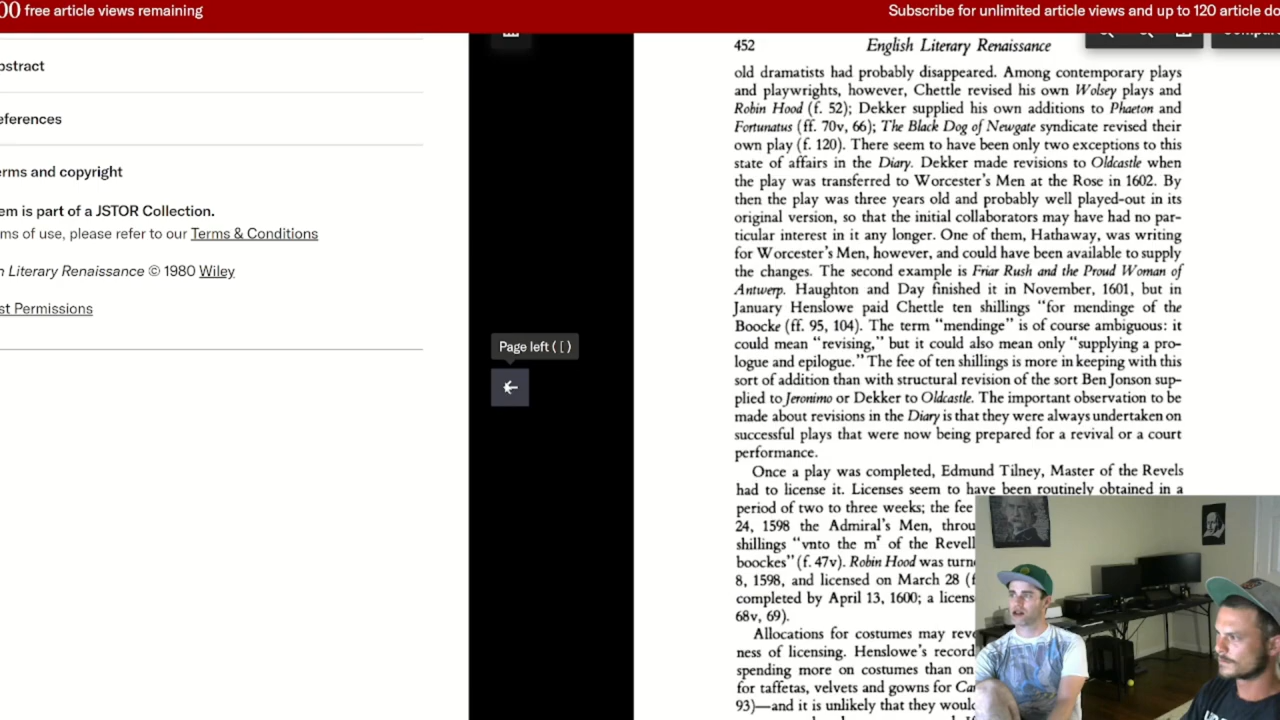 00 free article views remaining
Subscribe for unlimited article views and up to 120 article do
bstract
eferences
erms and copyright
em is part of a JSTOR Collection.
ms of use, please refer to our Terms & Conditions
h Literary Renaissance © 1980 Wiley
st Permissions
Page left ( [ )
452 English Literary Renaissance
old dramatists had probably disappeared. Among contemporary plays
and playwrights, however, Chettle revised his own Wolsey plays and
Robin Hood (f. 52); Dekker supplied his own additions to Phaeton and
Fortunatus (ff. 70v, 66); The Black Dog of Newgate syndicate revised their
own play (f. 120). There seem to have been only two exceptions to this
state of affairs in the Diary. Dekker made revisions to Oldcastle when
the play was transferred to Worcester's Men at the Rose in 1602. By
then the play was three years old and probably well played-out in its
original version, so that the initial collaborators may have had no par-
ticular interest in it any longer. One of them, Hathaway, was writing
for Worcester's Men, however, and could have been available to supply
the changes. The second example is Friar Rush and the Proud Woman of
Antwerp. Haughton and Day finished it in November, 1601, but in
January Henslowe paid Chettle ten shillings "for mendinge of the
Boocke (ff. 95, 104). The term "mendinge" is of course ambiguous: it
could mean "revising," but it could also mean only "supplying a pro-
logue and epilogue." The fee of ten shillings is more in keeping with this
sort of addition than with structural revision of the sort Ben Jonson sup-
plied to Jeronimo or Dekker to Oldcastle. The important observation to be
made about revisions in the Diary is that they were always undertaken on
successful plays that were now being prepared for a revival or a court
performance.
Once a play was completed, Edmund Tilney, Master of the Revels
had to license it. Licenses seem to have been routinely obtained in a
period of two to three weeks; the fee
24, 1598 the Admiral's Men, throu
shillings "vnto the mr of the Revell
boockes" (f. 47v). Robin Hood was turn
8, 1598, and licensed on March 28 (f
completed by April 13, 1600; a licens
68v, 69).
Allocations for costumes may reve
ness of licensing. Henslowe's record
spending more on costumes than on
for taffetas, velvets and gowns for Car
93)—and it is unlikely that they woul